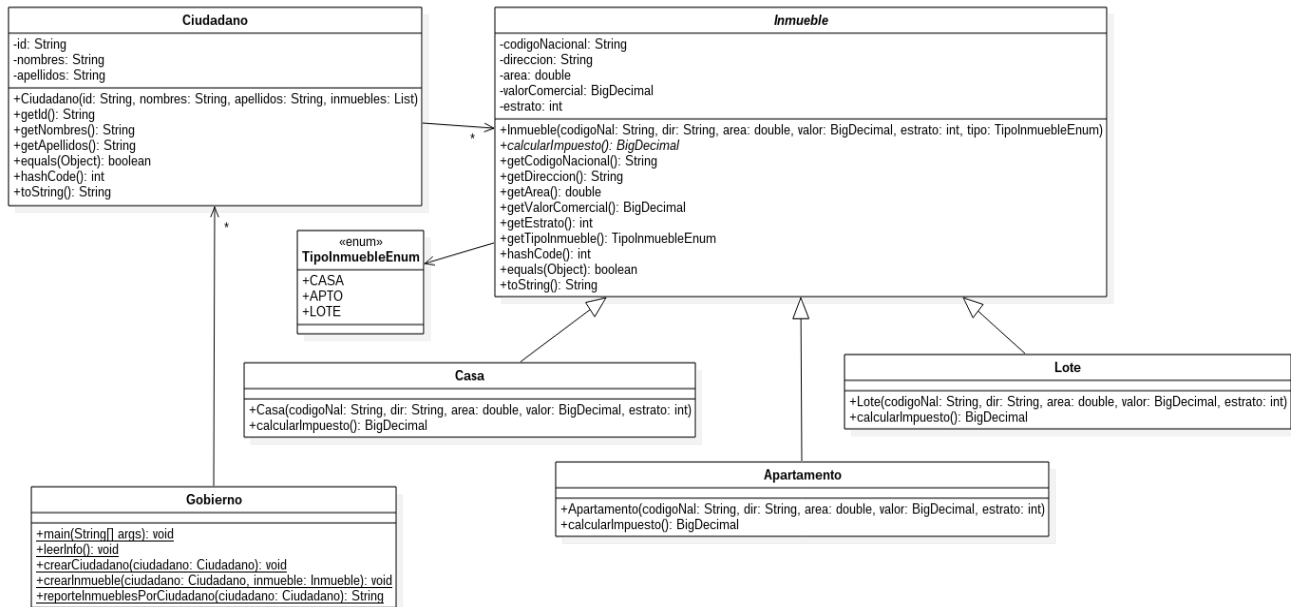 Ciudadano
-id: String
-nombres: String
-apellidos: String
+Ciudadano(id: String, nombres: String, apellidos: String, inmuebles: List)
+getId(): String
+getNombres(): String
+getApellidos(): String
+equals(Object): boolean
+hashCode(): int
+toString(): String
*
*
Inmueble
-codigoNacional: String
-direccion: String
-area: double
-valorComercial: BigDecimal
-estrato: int
+Inmueble(codigoNal: String, dir: String, area: double, valor: BigDecimal, estrato: int, tipo: TipoInmuebleEnum)
+calcularImpuesto(): BigDecimal
+getCodigoNacional(): String
+getDireccion(): String
+getArea(): double
+getValorComercial(): BigDecimal
+getEstrato(): int
+getTipoInmueble(): TipoInmuebleEnum
+hashCode(): int
+equals(Object): boolean
+toString(): String
«enum»
TipoInmuebleEnum
+CASA
+APTO
+LOTE
Casa
+Casa(codigoNal: String, dir: String, area: double, valor: BigDecimal, estrato: int)
+calcularImpuesto(): BigDecimal
Lote
+Lote(codigoNal: String, dir: String, area: double, valor: BigDecimal, estrato: int)
+calcularImpuesto(): BigDecimal
Apartamento
+Apartamento(codigoNal: String, dir: String, area: double, valor: BigDecimal, estrato: int)
+calcularImpuesto(): BigDecimal
Gobierno
+main(String[] args): void
+leerInfo(): void
+crearCiudadano(ciudadano: Ciudadano): void
+crearInmueble(ciudadano: Ciudadano, inmueble: Inmueble): void
+reporteInmueblesPorCiudadano(ciudadano: Ciudadano): String